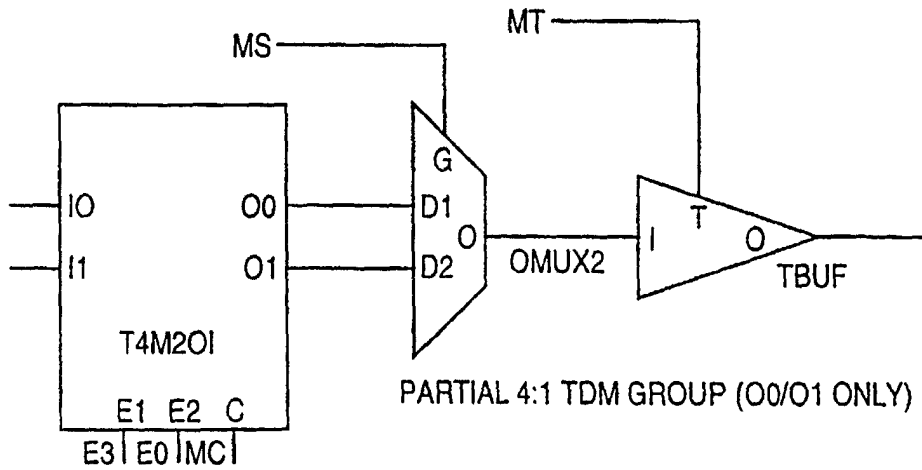 MS
MT
G
IO
O0
D1
I1
O1
D2
O
OMUX2
I
T
O
TBUF
T4M2OI
PARTIAL 4:1 TDM GROUP (O0/O1 ONLY)
E1 E2 C
E3 E0 MC